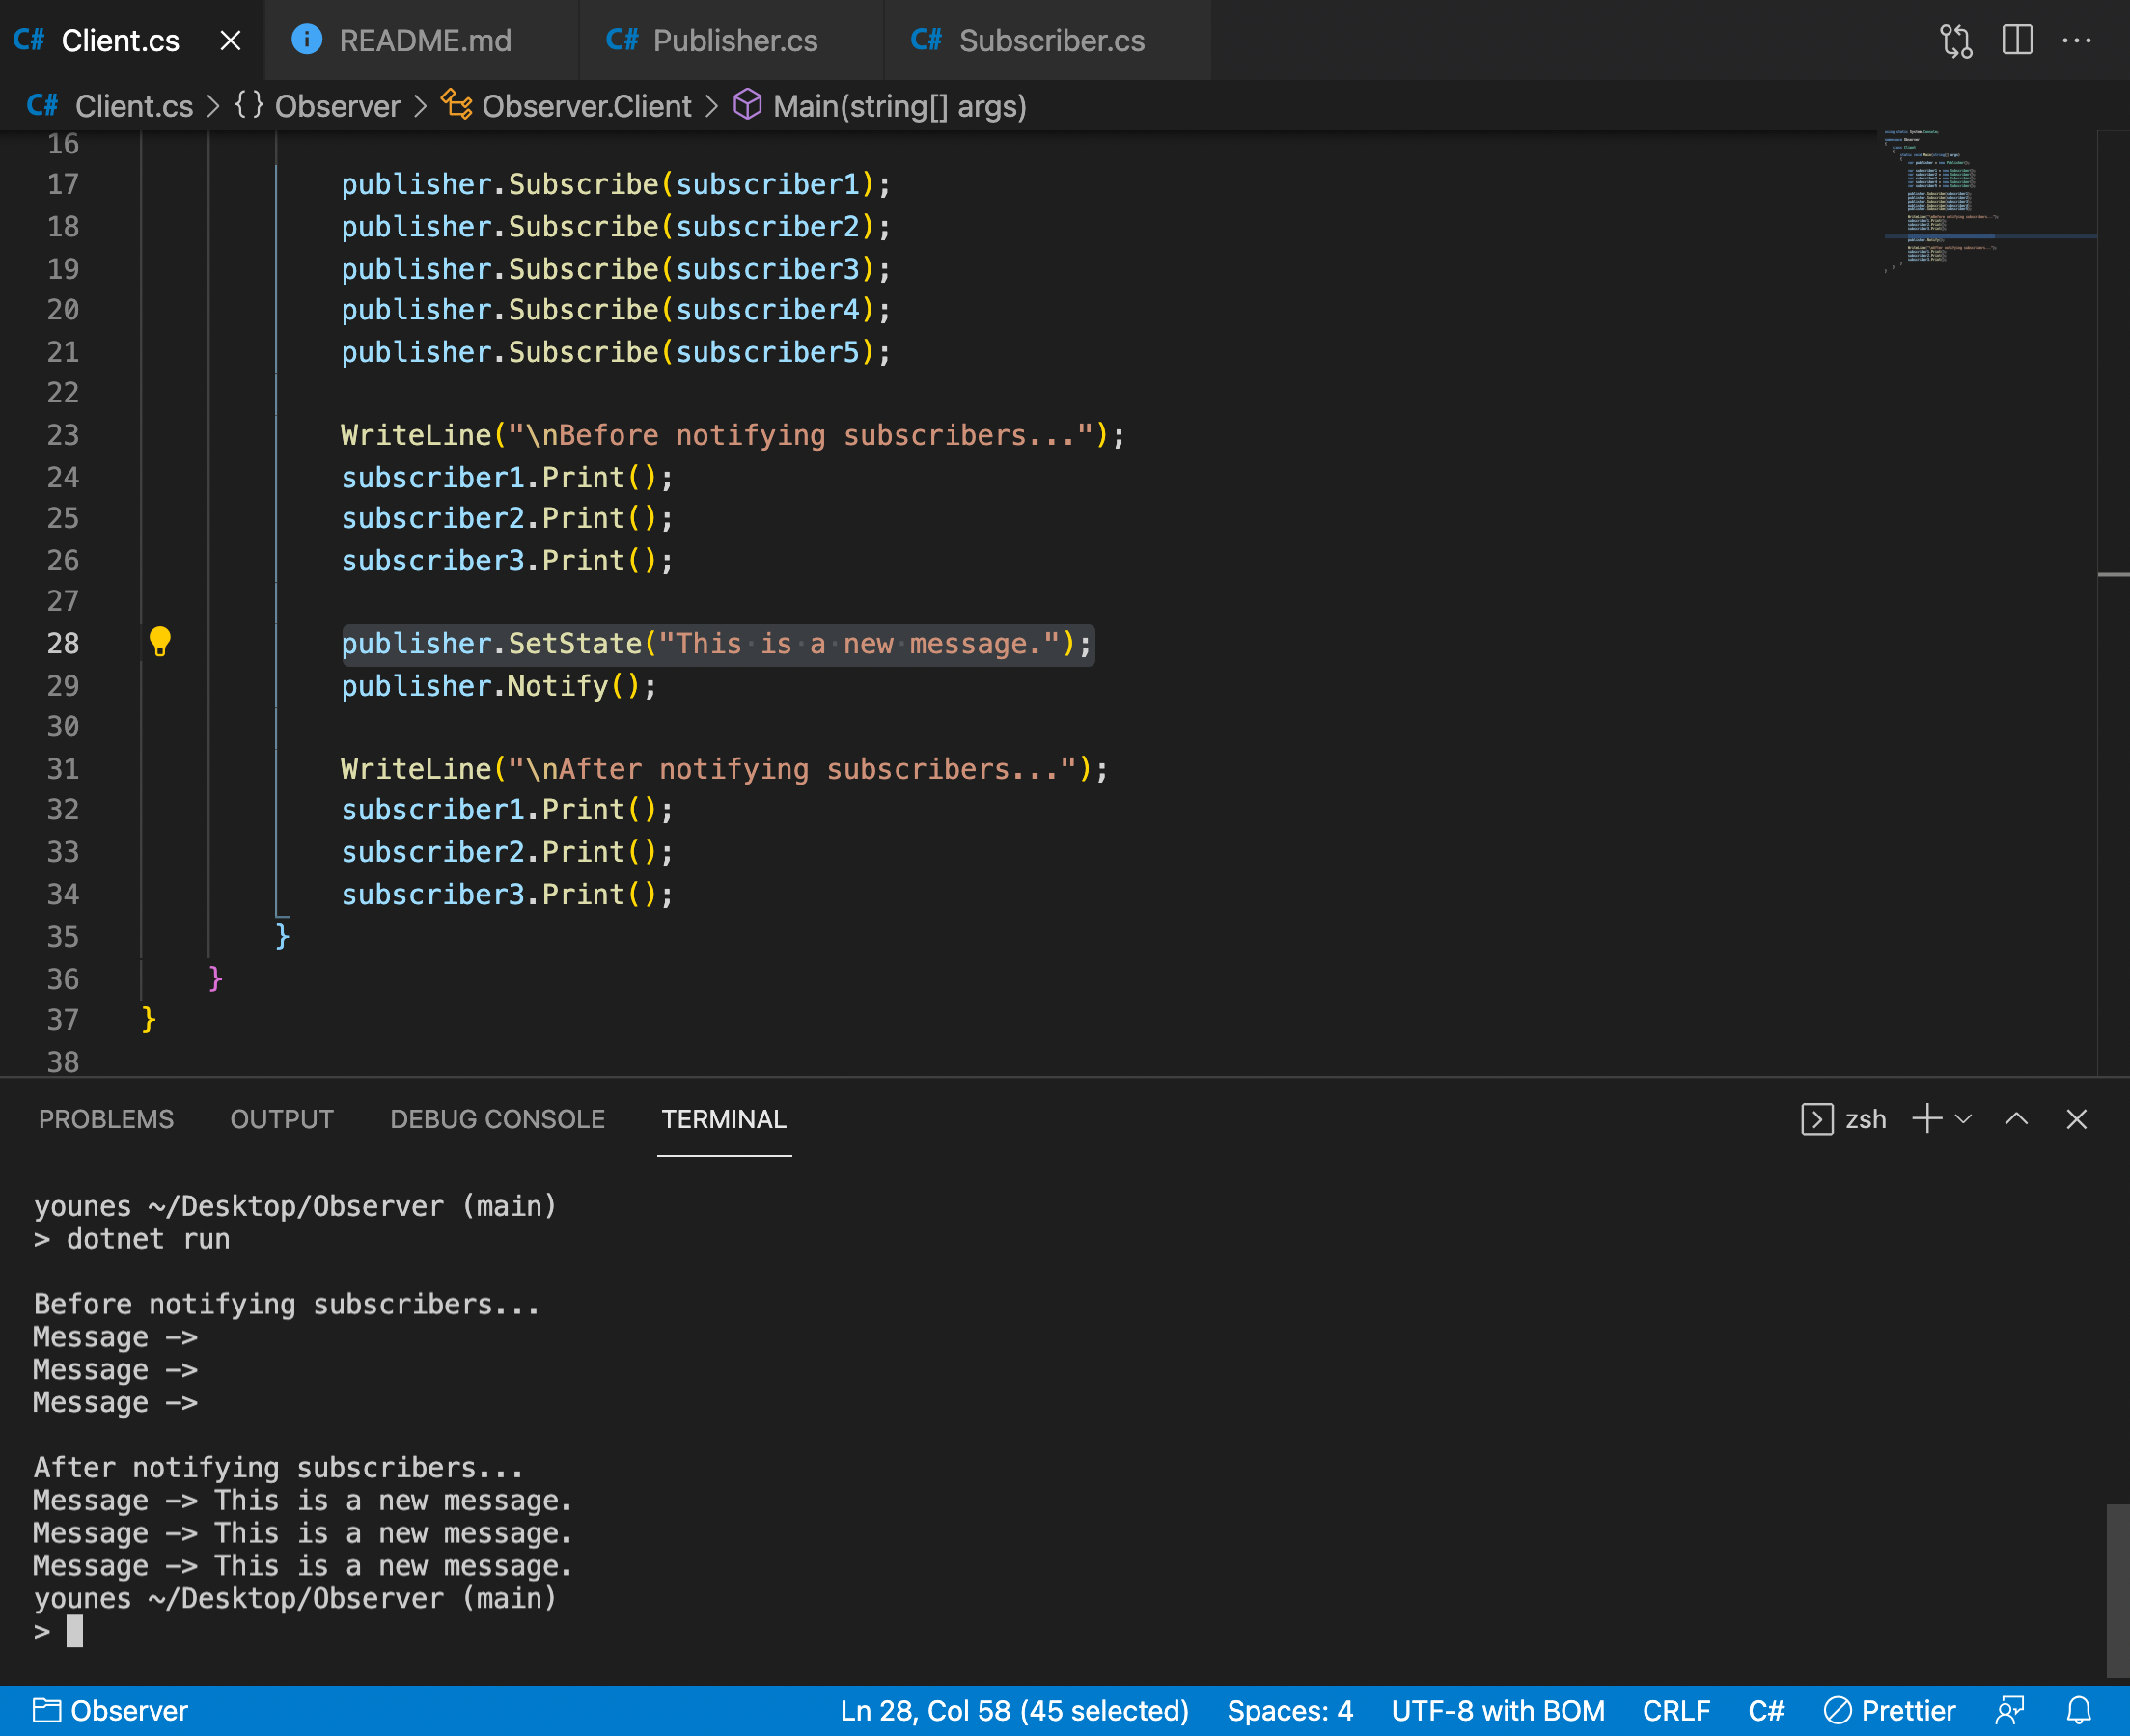 C# Client.cs README.md C# Publisher.cs C# Subscriber.cs
C# Client.cs > {} Observer > Observer.Client > Main(string[] args)
16
17 publisher.Subscribe(subscriber1);
18 publisher.Subscribe(subscriber2);
19 publisher.Subscribe(subscriber3);
20 publisher.Subscribe(subscriber4);
21 publisher.Subscribe(subscriber5);
22
23 WriteLine("\nBefore notifying subscribers...");
24 subscriber1.Print();
25 subscriber2.Print();
26 subscriber3.Print();
27
28 publisher.SetState("This is a new message.");
29 publisher.Notify();
30
31 WriteLine("\nAfter notifying subscribers...");
32 subscriber1.Print();
33 subscriber2.Print();
34 subscriber3.Print();
35 }
36 }
37 }
38
PROBLEMS OUTPUT DEBUG CONSOLE TERMINAL zsh
younes ~/Desktop/Observer (main)
> dotnet run
Before notifying subscribers...
Message —>
Message —>
Message —>
After notifying subscribers...
Message —> This is a new message.
Message —> This is a new message.
Message —> This is a new message.
younes ~/Desktop/Observer (main)
>
Observer Ln 28, Col 58 (45 selected) Spaces: 4 UTF-8 with BOM CRLF C# Prettier